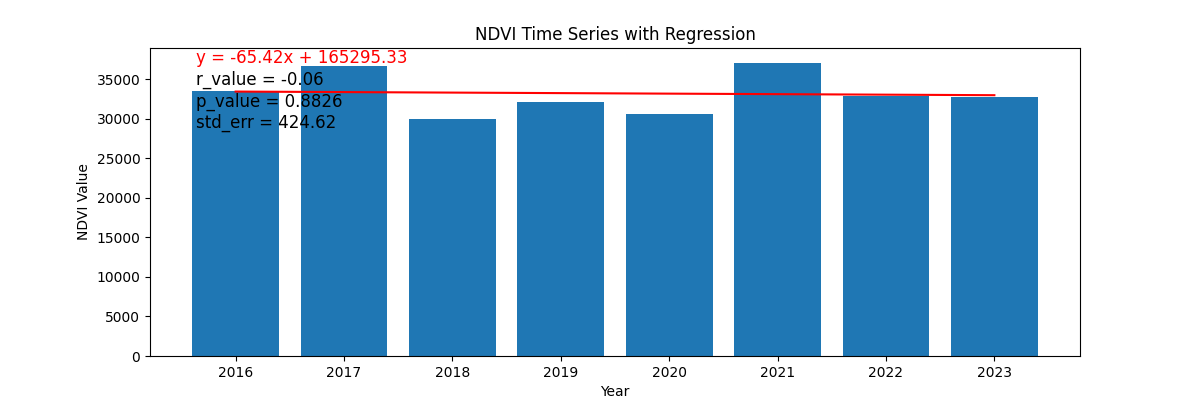 NDVI Time Series with Regression
y = -65.42x + 165295.33
r_value = -0.06
p_value = 0.8826
std_err = 424.62
NDVI Value
35000
30000
25000
20000
15000
10000
5000
0
2016 2017 2018 2019 2020 2021 2022 2023
Year